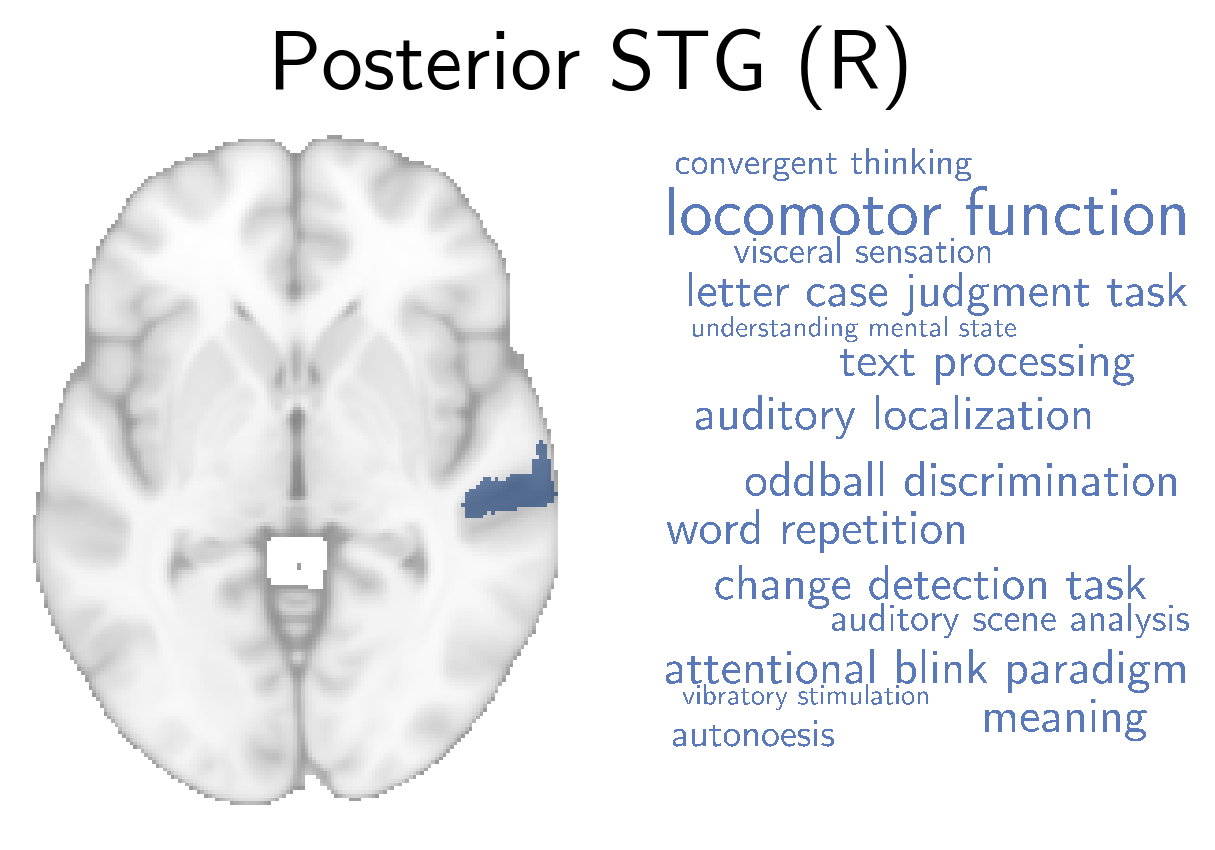 Posterior STG (R)
convergent thinking
locomotor function
visceral sensation
letter case judgment task
understanding mental state
text processing
auditory localization
oddball discrimination
word repetition
change detection task
auditory scene analysis
attentional blink paradigm
vibratory stimulation
meaning
autonoesis